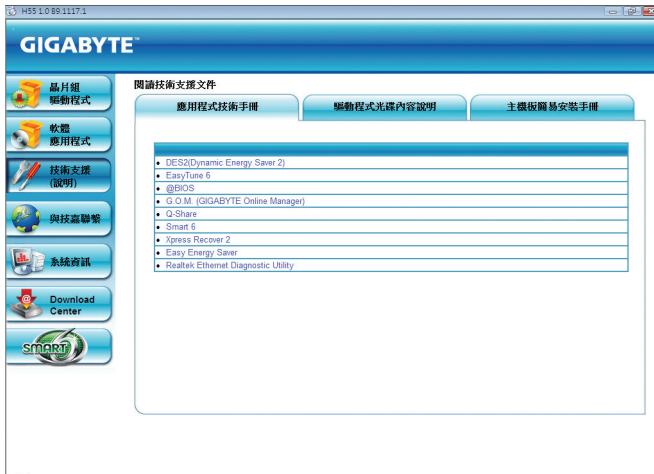 H55 1.0 B9.1117.1
GIGABYTE™
晶片組
驅動程式
軟體
應用程式
技術支援
(說明)
與技嘉聯繫
系統資訊
Download
Center
SMART 6
閱讀技術支援文件
應用程式技術手冊
驅動程式光碟內容說明
主機板簡易安裝手冊
• DES2(Dynamic Energy Saver 2)
• EasyTune 6
• @BIOS
• G.O.M. (GIGABYTE Online Manager)
• Q-Share
• Smart 6
• Xpress Recover 2
• Easy Energy Saver
• Realtek Ethernet Diagnostic Utility